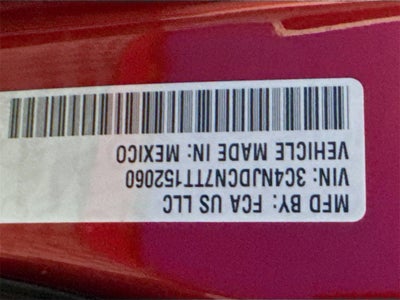 MFD BY: FCA US LLC
VIN: 3C4NJDCN7TT152060
VEHICLE MADE IN: MEXICO